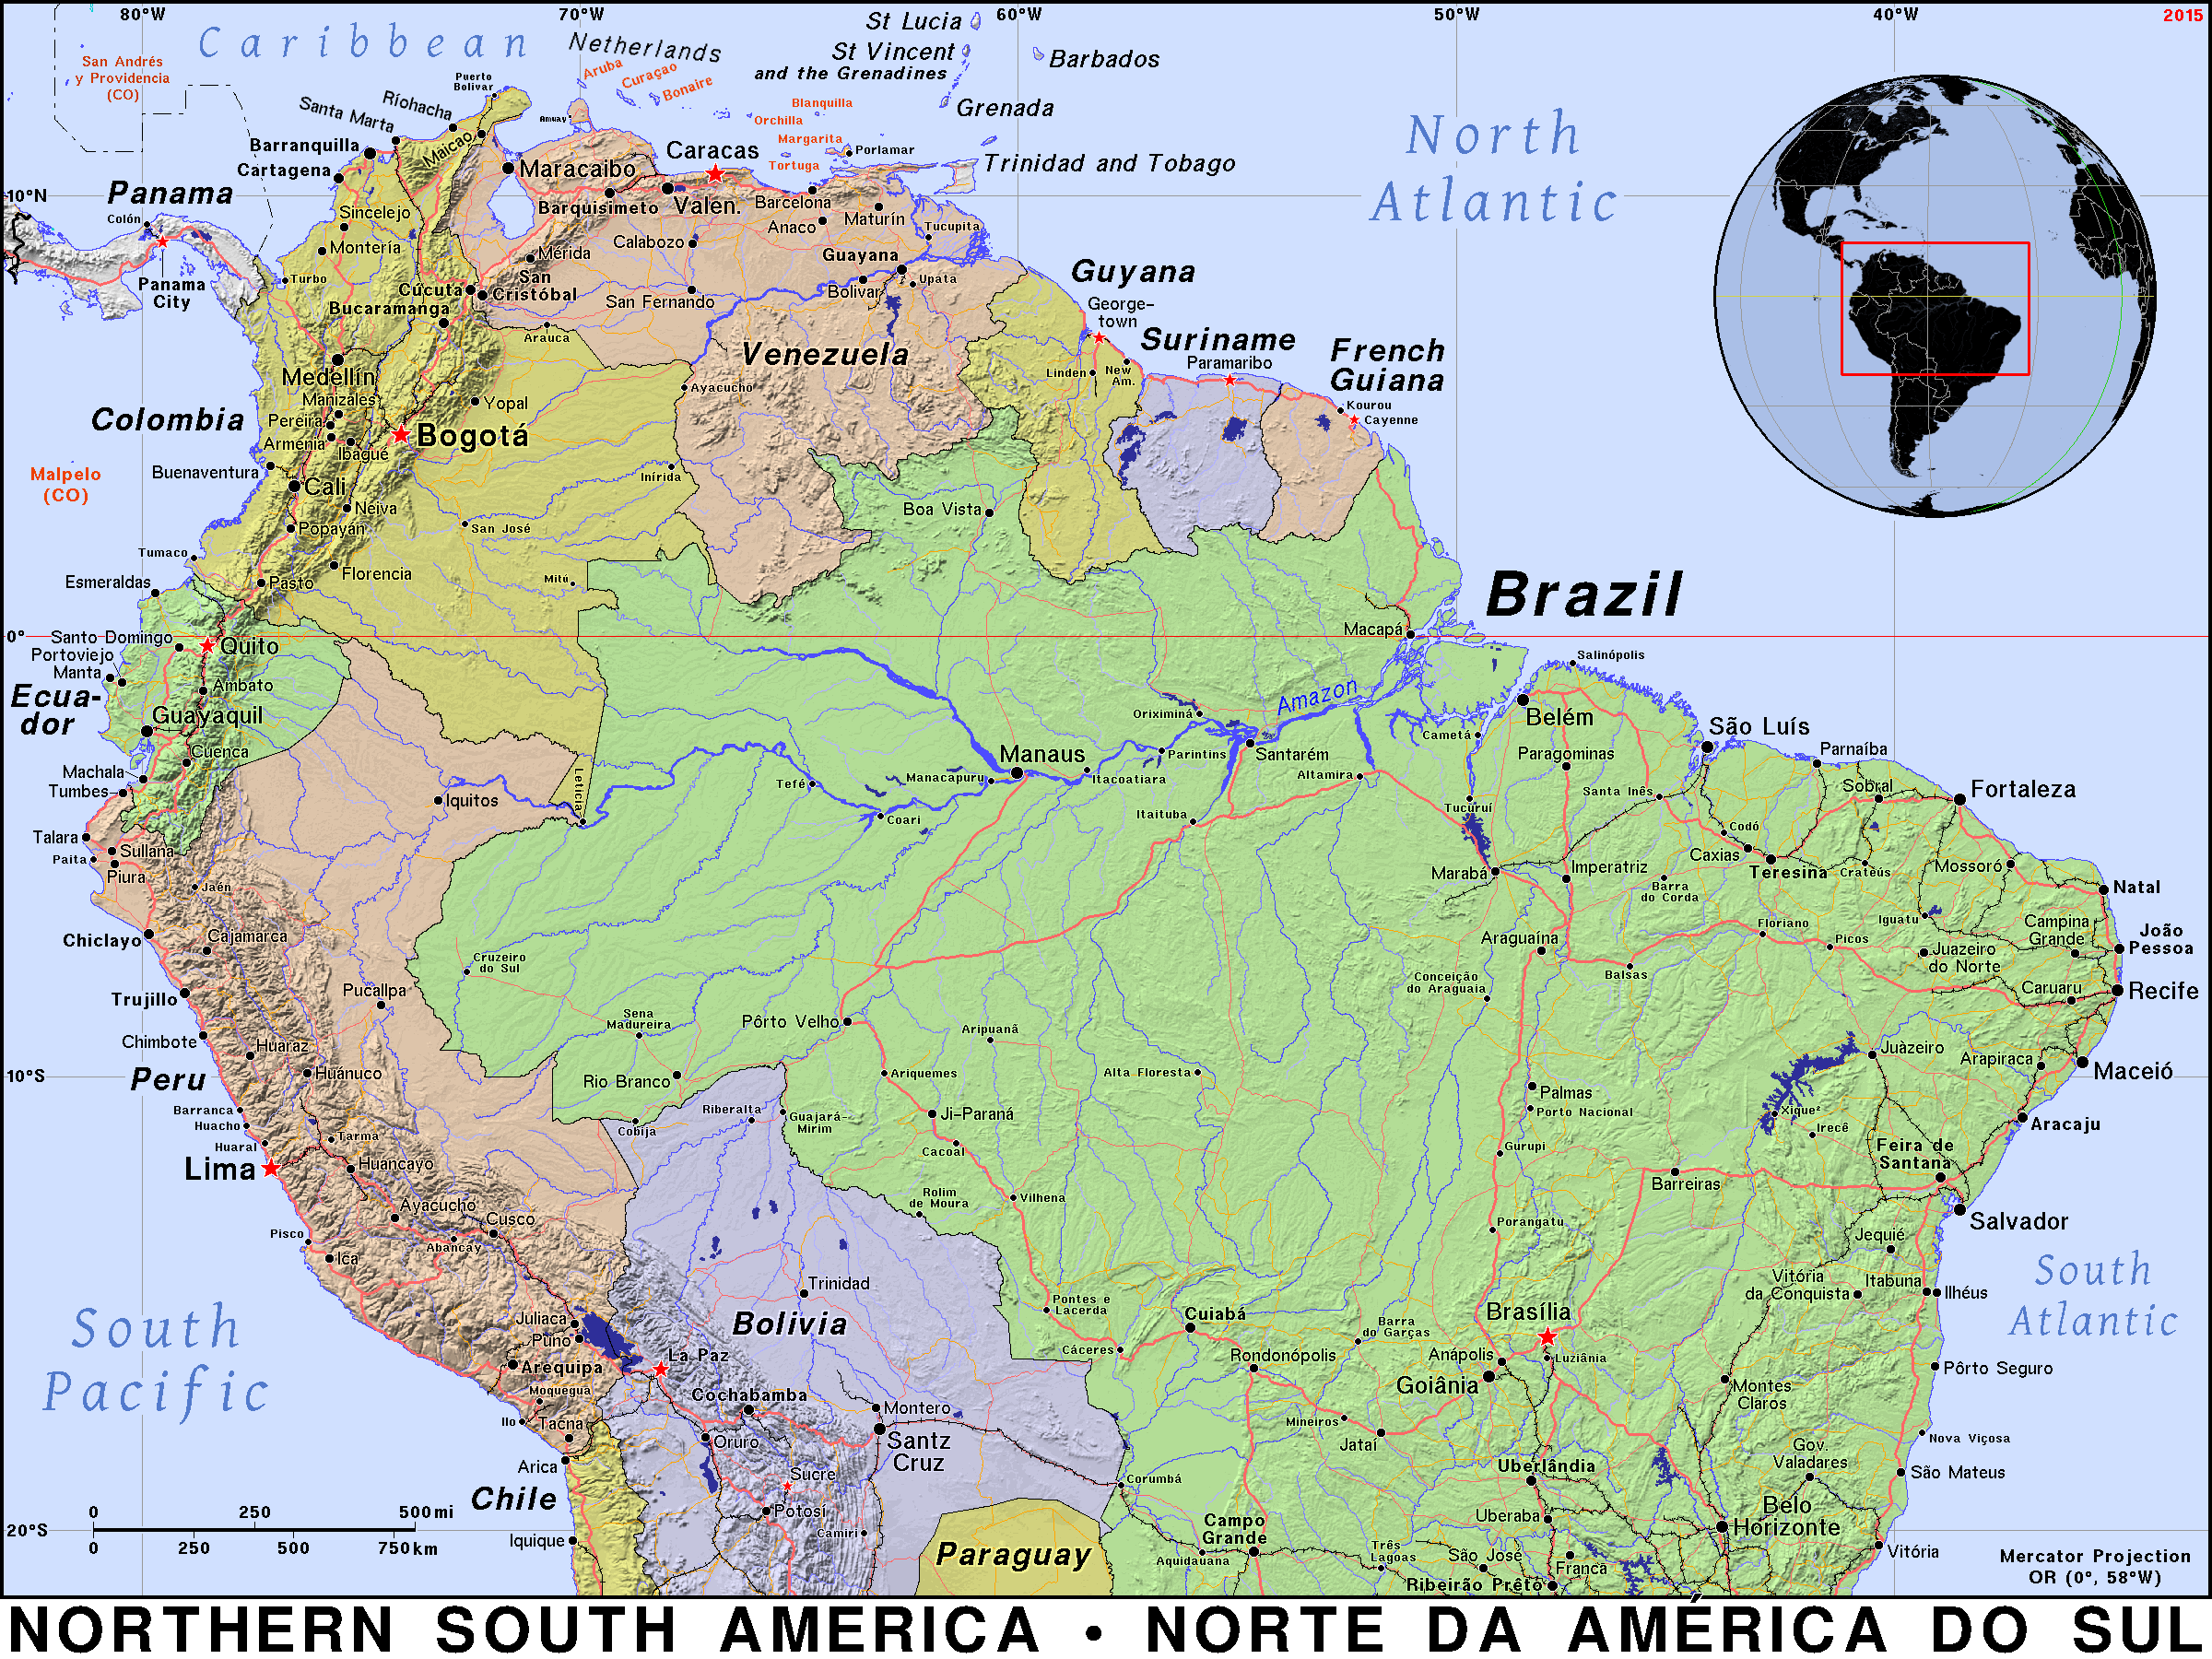 80°W
70°W
60°W
50°W
40°W
2015
Caribbean
San Andrés
y Providencia
(CO)
Netherlands
Aruba
Curaçao
Bonaire
St Lucia
St Vincent
and the Grenadines
Barbados
Grenada
Blanquilla
Orchilla
Margarita
Tortuga
Porlamar
Trinidad and Tobago
North
Atlantic
Puerto
Bolivar
Ríohacha
Santa Marta
Barranquilla
Cartagena
Maicao
Amuay
Maracaibo
Caracas
10°N
Panama
Colón
Panama
City
Sincelejo
Montería
Turbo
Barquisimeto
Valen.
Barcelona
Anaco
Maturín
Tucupita
Calabozo
Mérida
Guayana
Upata
Bolivar
San Fernando
San
Cristóbal
Cúcuta
Bucaramanga
Arauca
Venezuela
Guyana
George-
town
Linden
New
Am.
Suriname
Paramaribo
French
Guiana
Kourou
Cayenne
Medellín
Manizales
Pereira
Armenia
Ibagué
Yopal
Ayacucho
Colombia
Bogotá
Buenaventura
Malpelo
(CO)
Cali
Neiva
Inírida
Popayán
San José
Boa Vista
Tumaco
Florencia
Mitú
Esmeraldas
Pasto
Brazil
0°
Santo Domingo
Quito
Portoviejo
Manta
Ambato
Ecua-
dor
Guayaquil
Cuenca
Machala
Tumbes
Macapá
Salinópolis
Amazon
Oriximiná
Belém
Cametá
Paragominas
São Luís
Parnaíba
Manaus
Parintins
Santarém
Itacoatiara
Manacapuru
Tefé
Coari
Altamira
Itaituba
Tucuruí
Santa Inês
Sobral
Fortaleza
Leticia
Iquitos
Talara
Sullana
Paita
Piura
Jaén
Codó
Caxias
Teresina
Crateús
Mossoró
Natal
Marabá
Imperatriz
Barra
do Corda
Floriano
Picos
Iguatu
Campina
Grande
João
Pessoa
Chiclayo
Cajamarca
Cruzeiro
do Sul
Araguaína
Balsas
Juazeiro
do Norte
Conceição
do Araguaia
Trujillo
Pucallpa
Caruaru
Recife
Sena
Madureira
Pôrto Velho
Aripuanã
Chimbote
Huaraz
Huánuco
Juàzeiro
Arapiraca
Maceió
10°S
Peru
Rio Branco
Ariquemes
Alta Floresta
Palmas
Porto Nacional
Xique²
Irecê
Aracaju
Barranca
Huacho
Huaral
Tarma
Riberalta
Guajará-
Mirim
Cobija
Ji-Paraná
Cacoal
Gurupi
Feira de
Santana
Lima
Huancayo
Rolim
de Moura
Vilhena
Barreiras
Ayacucho
Cusco
Abancay
Pisco
Ica
Porangatu
Salvador
Jequié
South
Atlantic
Trinidad
Pontes e
Lacerda
Vitória
da Conquista
Itabuna
Ilhéus
South
Pacific
Juliaca
Puno
Bolivia
Cuiabá
Barra
do Garças
Brasília
Arequipa
La Paz
Cáceres
Rondonópolis
Anápolis
Luziânia
Goiânia
Pôrto Seguro
Moquegua
Ilo
Tacna
Cochabamba
Montero
Mineiros
Montes
Claros
Oruro
Santz
Cruz
Jataí
Nova Viçosa
Arica
Sucre
Corumbá
Uberlândia
Gov.
Valadares
São Mateus
Chile
Potosí
Camiri
Uberaba
Belo
Horizonte
0 250 500 mi
0 250 500 750 km
20°S
Iquique
Paraguay
Campo
Grande
Aquidauana
Três
Lagoas
São José
Franca
Ribeirão Prêtó
Vitória
Mercator Projection
OR (0°, 58°W)
NORTHERN SOUTH AMERICA • NORTE DA AMÉRICA DO SUL